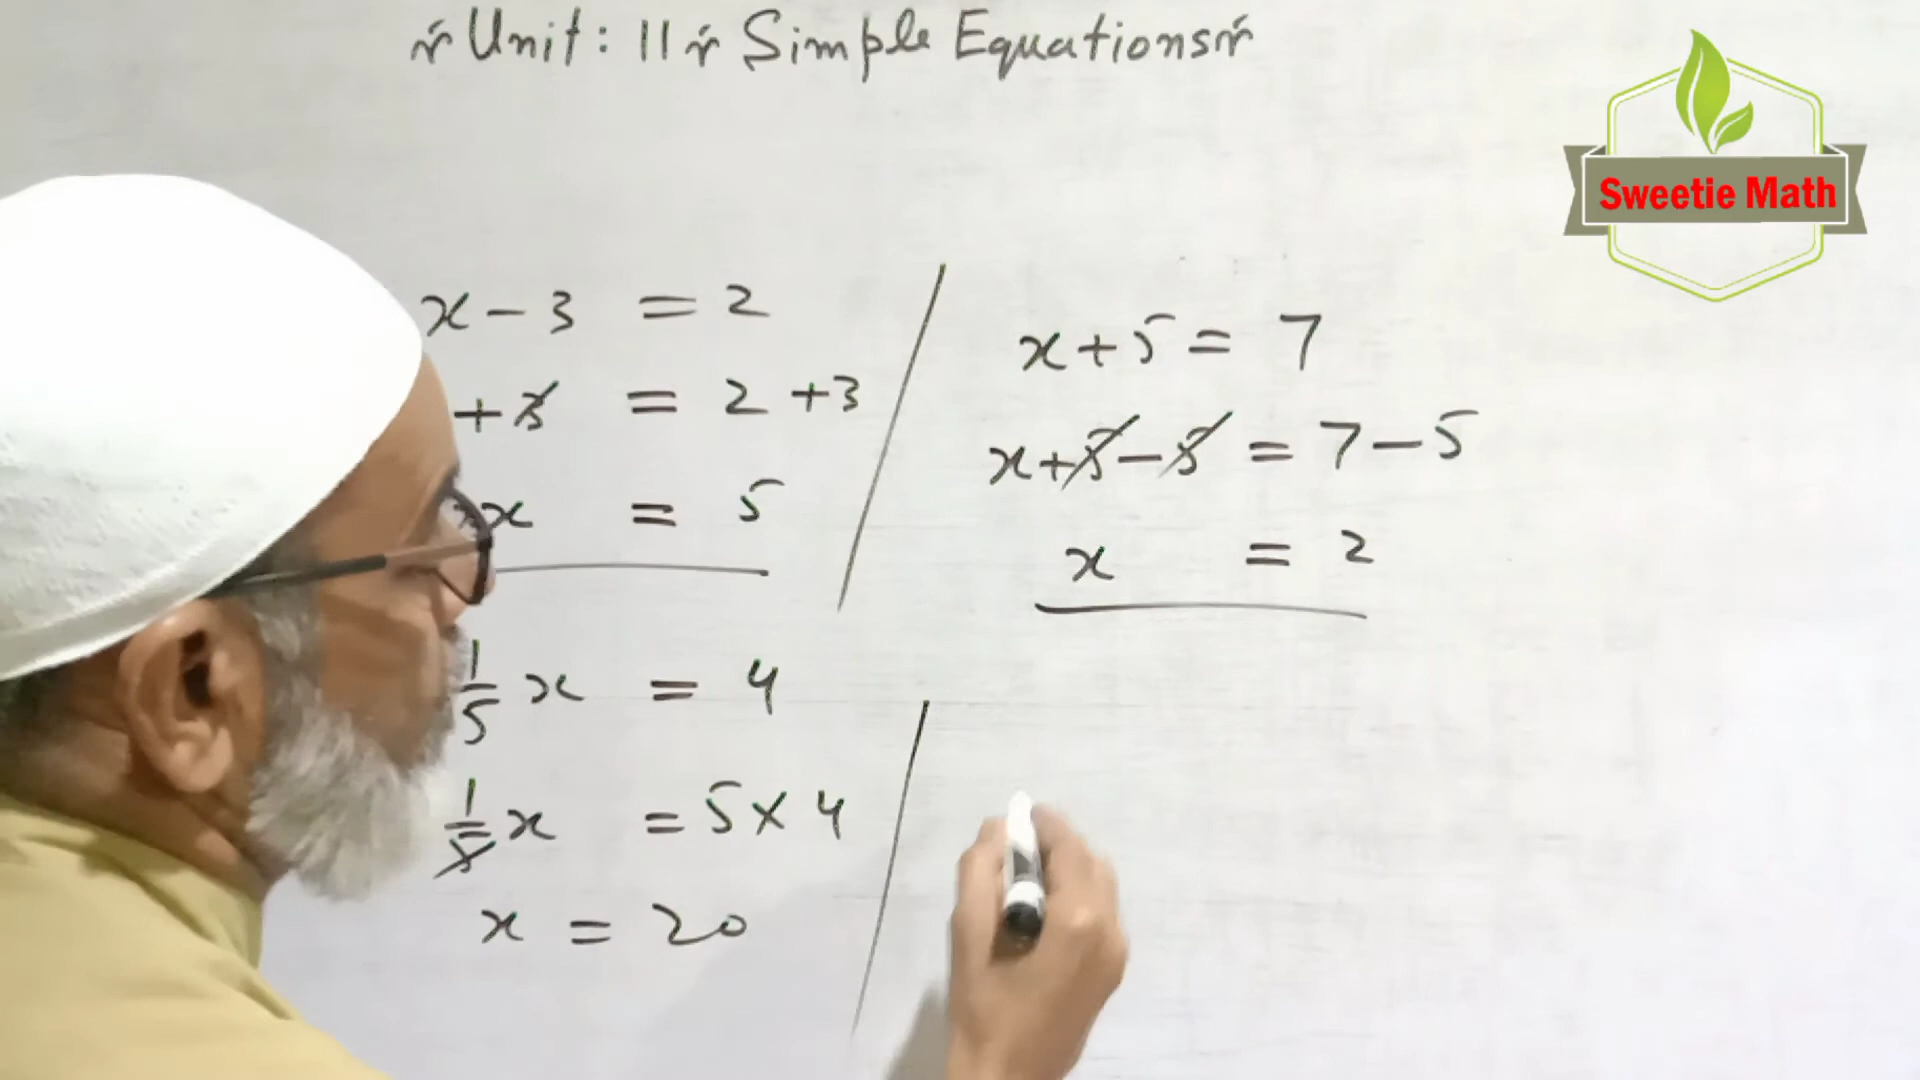 Unit: 11 Simple Equations
Sweetie Math
x - 3 = 2
+ 3 = 2 + 3
x = 5
x + 5 = 7
x + 5 - 5 = 7 - 5
x = 2
1/5 x = 4
1/5 x = 5 × 4
x = 20